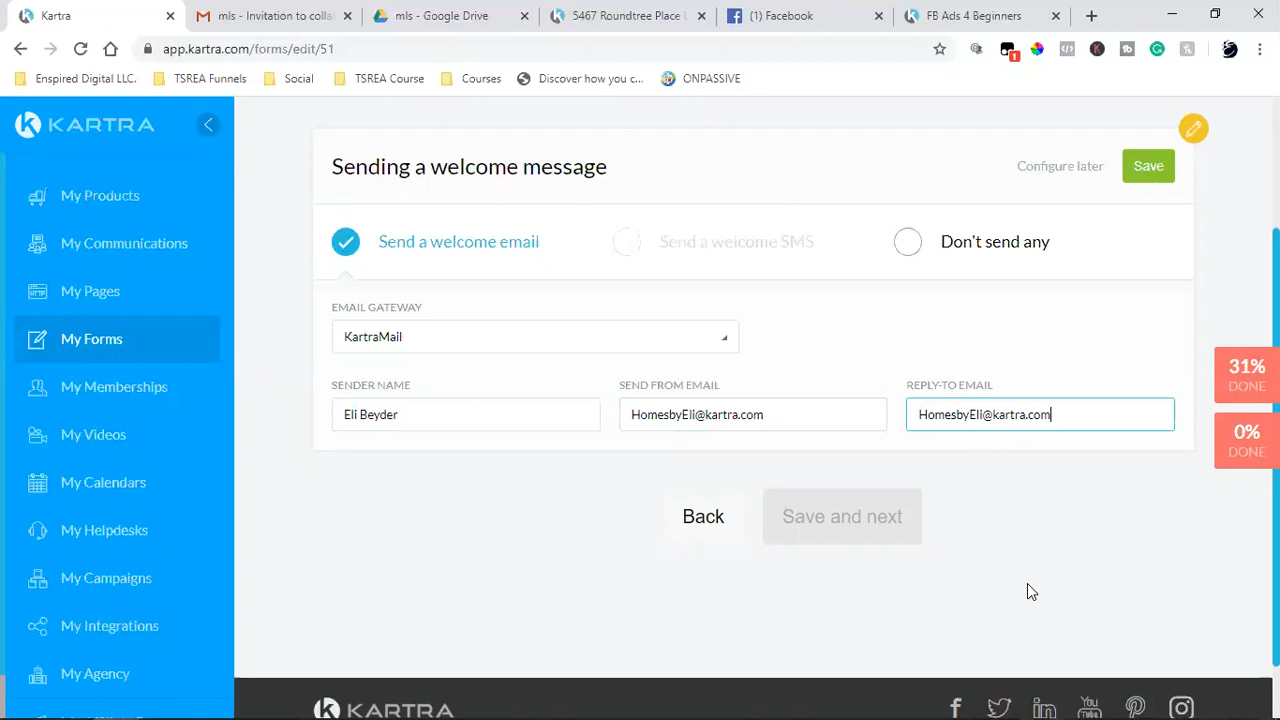 Kartra
mls - Invitation to colla
mls - Google Drive
5467 Roundtree Place U
(1) Facebook
FB Ads 4 Beginners
app.kartra.com/forms/edit/51
1
Enspired Digital LLC.
TSREA Funnels
Social
TSREA Course
Courses
Discover how you c...
ONPASSIVE
KARTRA
My Products
My Communications
My Pages
My Forms
My Memberships
My Videos
My Calendars
My Helpdesks
My Campaigns
My Integrations
My Agency
Sending a welcome message
Configure later
Save
Send a welcome email
Send a welcome SMS
Don't send any
EMAIL GATEWAY
KartraMail
SENDER NAME
SEND FROM EMAIL
REPLY-TO EMAIL
Eli Beyder
HomesbyEli@kartra.com
HomesbyEli@kartra.com
31%
DONE
0%
DONE
Back
Save and next
KARTRA